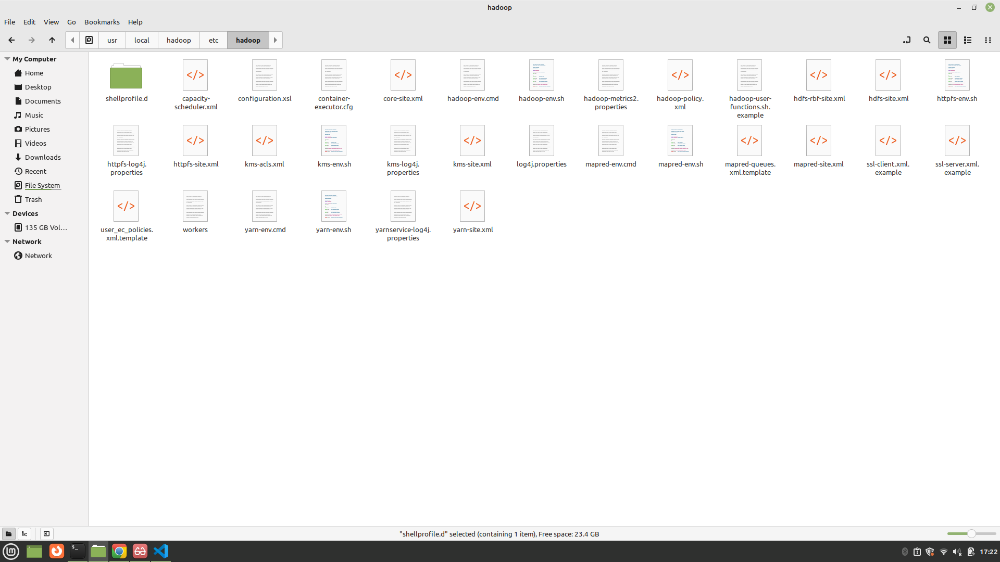 hadoop
File Edit View Go Bookmarks Help
usr local hadoop etc hadoop
My Computer
Home
Desktop
Documents
Music
Pictures
Videos
Downloads
Recent
File System
Trash
Devices
135 GB Vol...
Network
Network
shellprofile.d
capacity-
scheduler.xml
configuration.xsl
container-
executor.cfg
core-site.xml
hadoop-env.cmd
hadoop-env.sh
hadoop-metrics2.
properties
hadoop-policy.
xml
hadoop-user-
functions.sh.
example
hdfs-rbf-site.xml
hdfs-site.xml
httpfs-env.sh
httpfs-log4j.
properties
httpfs-site.xml
kms-acls.xml
kms-env.sh
kms-log4j.
properties
kms-site.xml
log4j.properties
mapred-env.cmd
mapred-env.sh
mapred-queues.
xml.template
mapred-site.xml
ssl-client.xml.
example
ssl-server.xml.
example
user_ec_policies.
xml.template
workers
yarn-env.cmd
yarn-env.sh
yarnservice-log4j.
properties
yarn-site.xml
"shellprofile.d" selected (containing 1 item), Free space: 23.4 GB
17:22